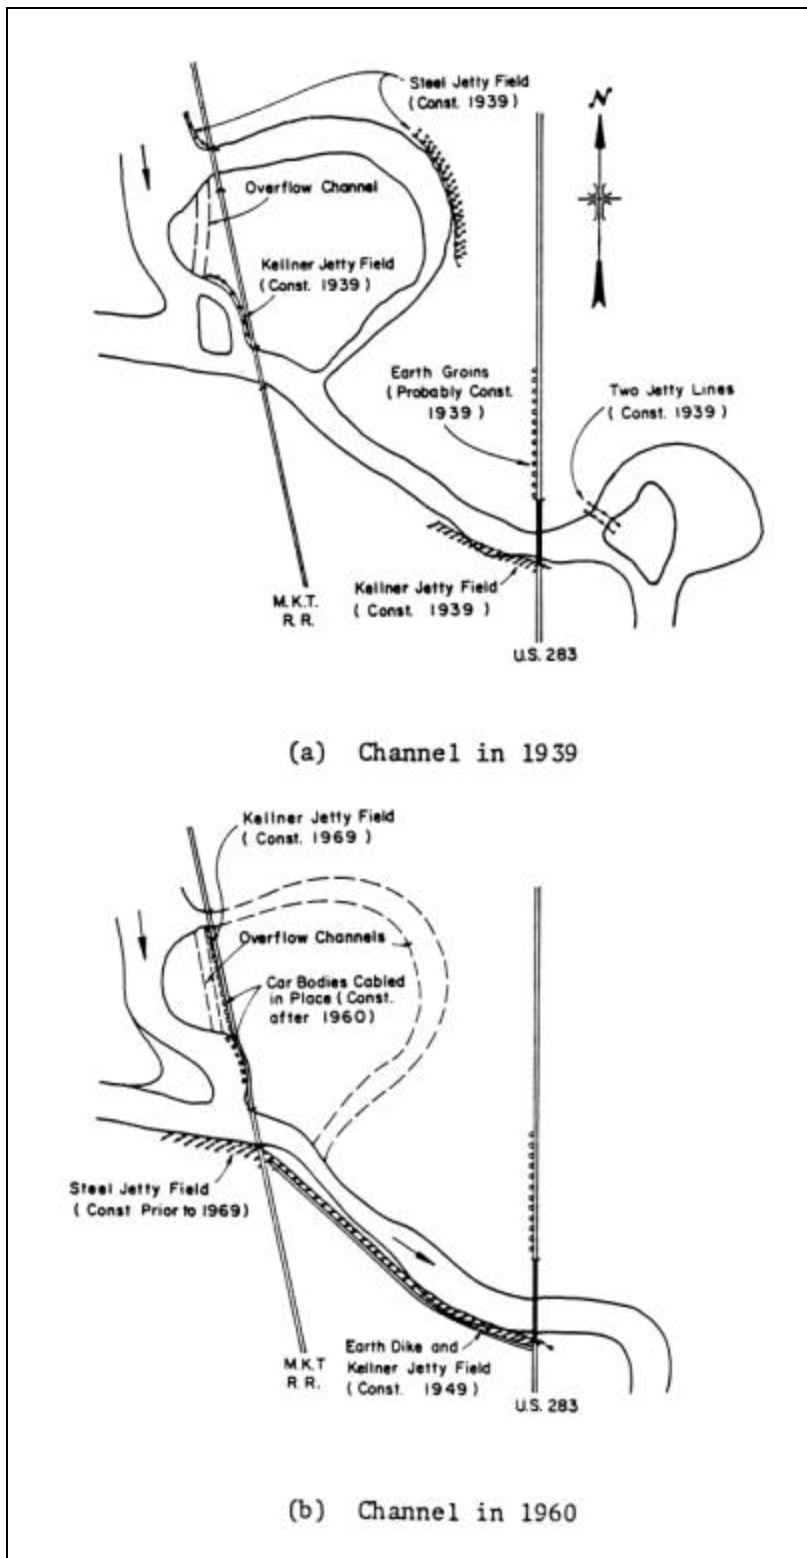 Steel Jetty Field
(Const. 1939)
N
Overflow Channel
Kellner Jetty Field
(Const. 1939)
Earth Groins
(Probably Const.
1939)
Two Jetty Lines
(Const. 1939)
Kellner Jetty Field
(Const. 1939)
M.K.T.
R.R.
U.S. 283
(a) Channel in 1939
Kellner Jetty Field
(Const. 1969)
Overflow Channels
Car Bodies Cabled
in Place (Const.
after 1960)
Steel Jetty Field
(Const Prior to 1969)
Earth Dike and
Kellner Jetty Field
(Const. 1949)
M.K.T
R.R.
U.S. 283
(b) Channel in 1960